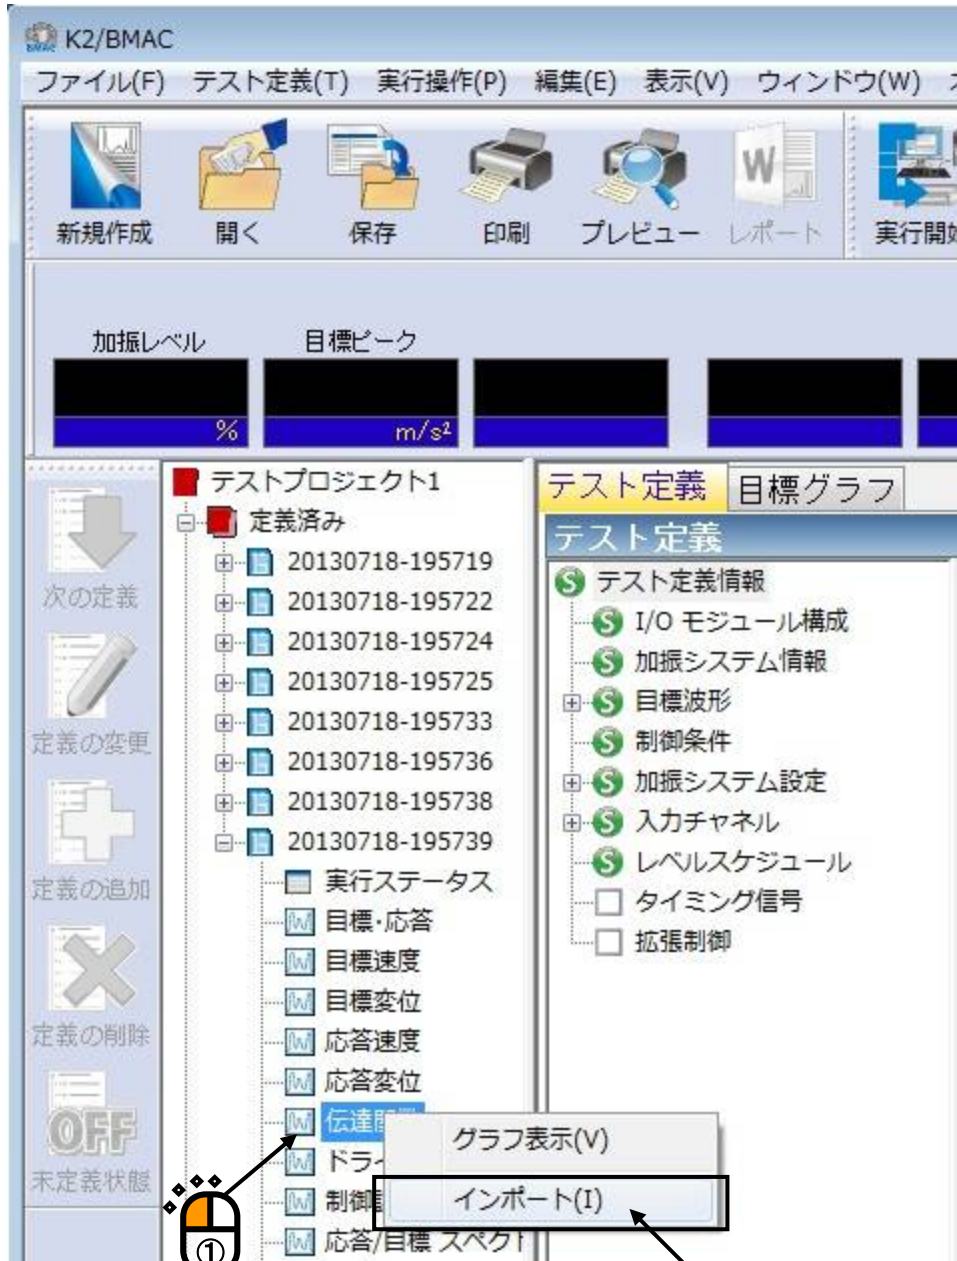 K2/BMAC
ファイル(F) テスト定義(T) 実行操作(P) 編集(E) 表示(V) ウィンドウ(W)
新規作成 開く 保存 印刷 プレビュー レポート 実行開始
加振レベル 目標ピーク
% m/s²
次の定義
定義の変更
定義の追加
定義の削除
OFF
未定義状態
テストプロジェクト1
定義済み
20130718-195719
20130718-195722
20130718-195724
20130718-195725
20130718-195733
20130718-195736
20130718-195738
20130718-195739
実行ステータス
目標・応答
目標速度
目標変位
応答速度
応答変位
伝達
ドラ
制御
応答/目標 スペクト
グラフ表示(V)
インポート(I)
①
テスト定義 目標グラフ
テスト定義
テスト定義情報
I/O モジュール構成
加振システム情報
目標波形
制御条件
加振システム設定
入力チャネル
レベルスケジュール
タイミング信号
拡張制御